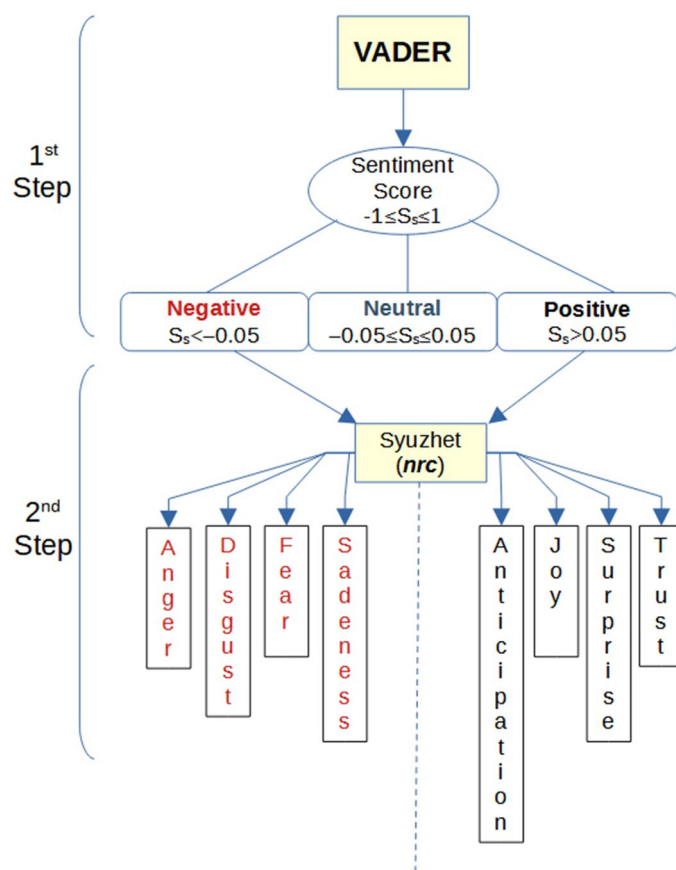 VADER
1st
Step
Sentiment
Score
-1≤Ss≤1
Negative
Ss<–0.05
Neutral
–0.05≤Ss≤0.05
Positive
Ss>0.05
2nd
Step
Syuzhet
(nrc)
Anger
Disgust
Fear
Sadeness
Anticipation
Joy
Surprise
Trust